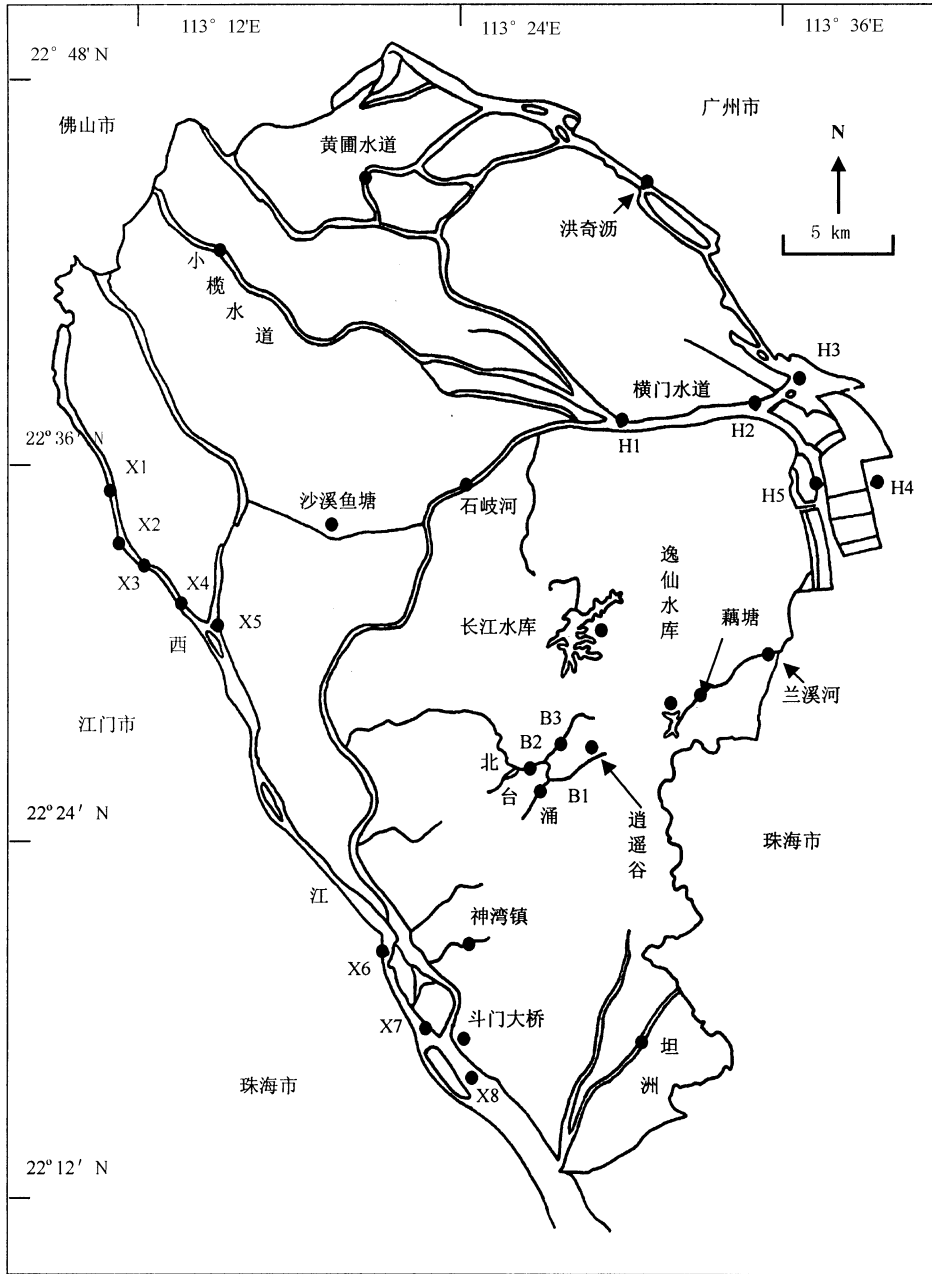 113° 12'E
113° 24'E
113° 36'E
22° 48' N
佛山市
广州市
N
黄圃水道
5 km
洪奇沥
小
榄
水
道
横门水道
H3
H1
H2
22° 36' N
X1
H5
H4
沙溪鱼塘
石岐河
X2
X3
X4
X5
西
逸
仙
水
库
长江水库
藕塘
兰溪河
江门市
B3
B2
北
台
涌
B1
22° 24' N
逍
遥
谷
珠海市
江
神湾镇
X6
X7
斗门大桥
坦
洲
珠海市
X8
22° 12' N